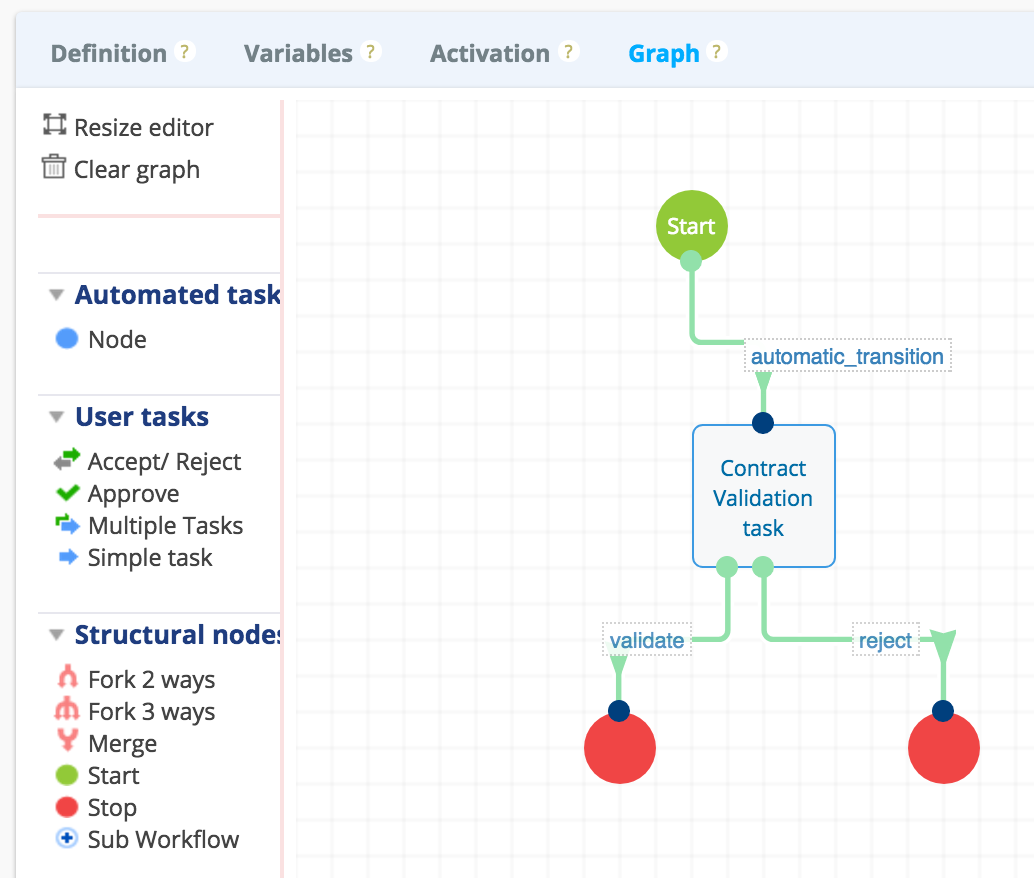 Definition ? Variables ? Activation ? Graph ?
Resize editor
Clear graph
Automated task
Node
User tasks
Accept/ Reject
Approve
Multiple Tasks
Simple task
Structural nodes
Fork 2 ways
Fork 3 ways
Merge
Start
Stop
Sub Workflow
Start
automatic_transition
Contract
Validation
task
validate
reject